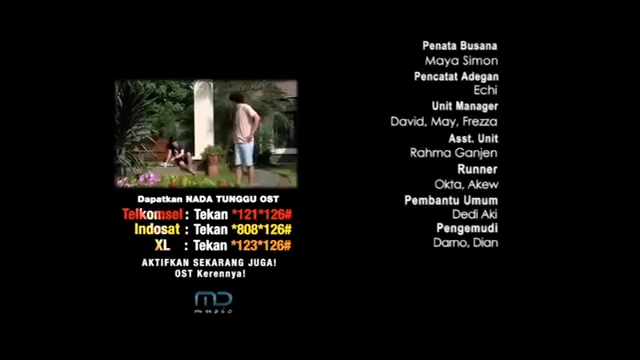 Dapatkan NADA TUNGGU OST
Telkomsel : Tekan *121*126#
Indosat : Tekan *808*126#
XL : Tekan *123*126#
AKTIFKAN SEKARANG JUGA!
OST Kerennya!
MD
music
Penata Busana
Maya Simon
Pencatat Adegan
Echi
Unit Manager
David, May, Frezza
Asst. Unit
Rahma Ganjen
Runner
Okta, Akew
Pembantu Umum
Dedi Aki
Pengemudi
Darno, Dian